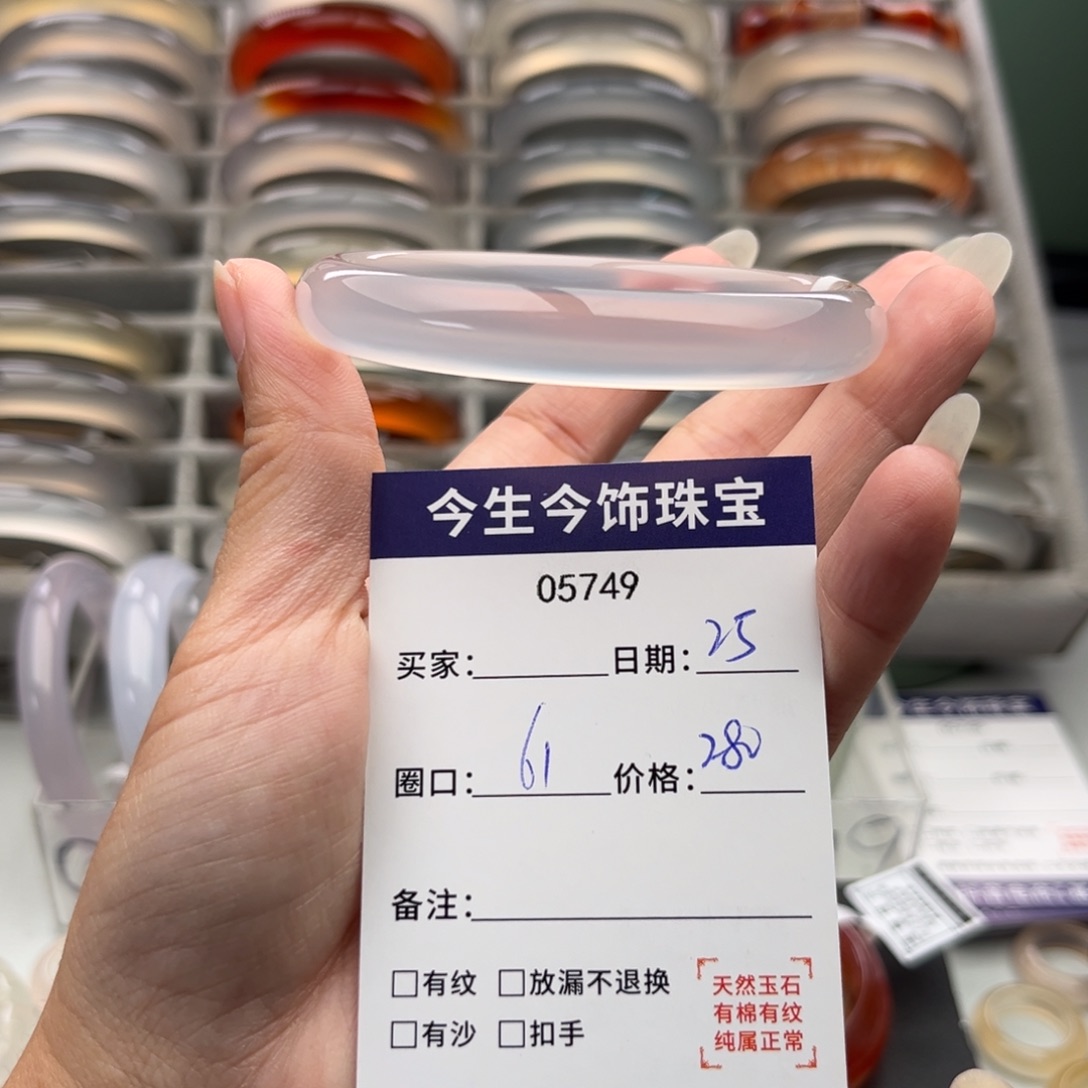 今生今饰珠宝
05749
买家: 日期: 25
圈口: 61 价格: 280
备注:
□有纹 □放漏不退换
□有沙 □扣手
天然玉石
有棉有纹
纯属正常